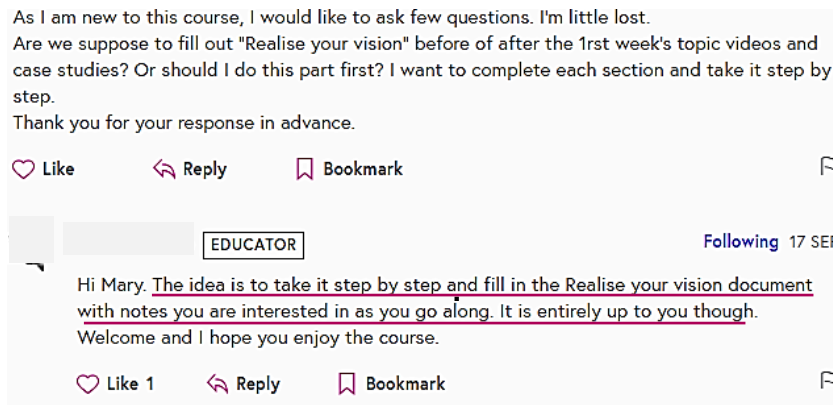 As I am new to this course, I would like to ask few questions. I'm little lost.
Are we suppose to fill out "Realise your vision" before of after the 1rst week's topic videos and
case studies? Or should I do this part first? I want to complete each section and take it step by
step.
Thank you for your response in advance.
Like Reply Bookmark
EDUCATOR Following 17 SEP
Hi Mary. The idea is to take it step by step and fill in the Realise your vision document
with notes you are interested in as you go along. It is entirely up to you though.
Welcome and I hope you enjoy the course.
Like 1 Reply Bookmark